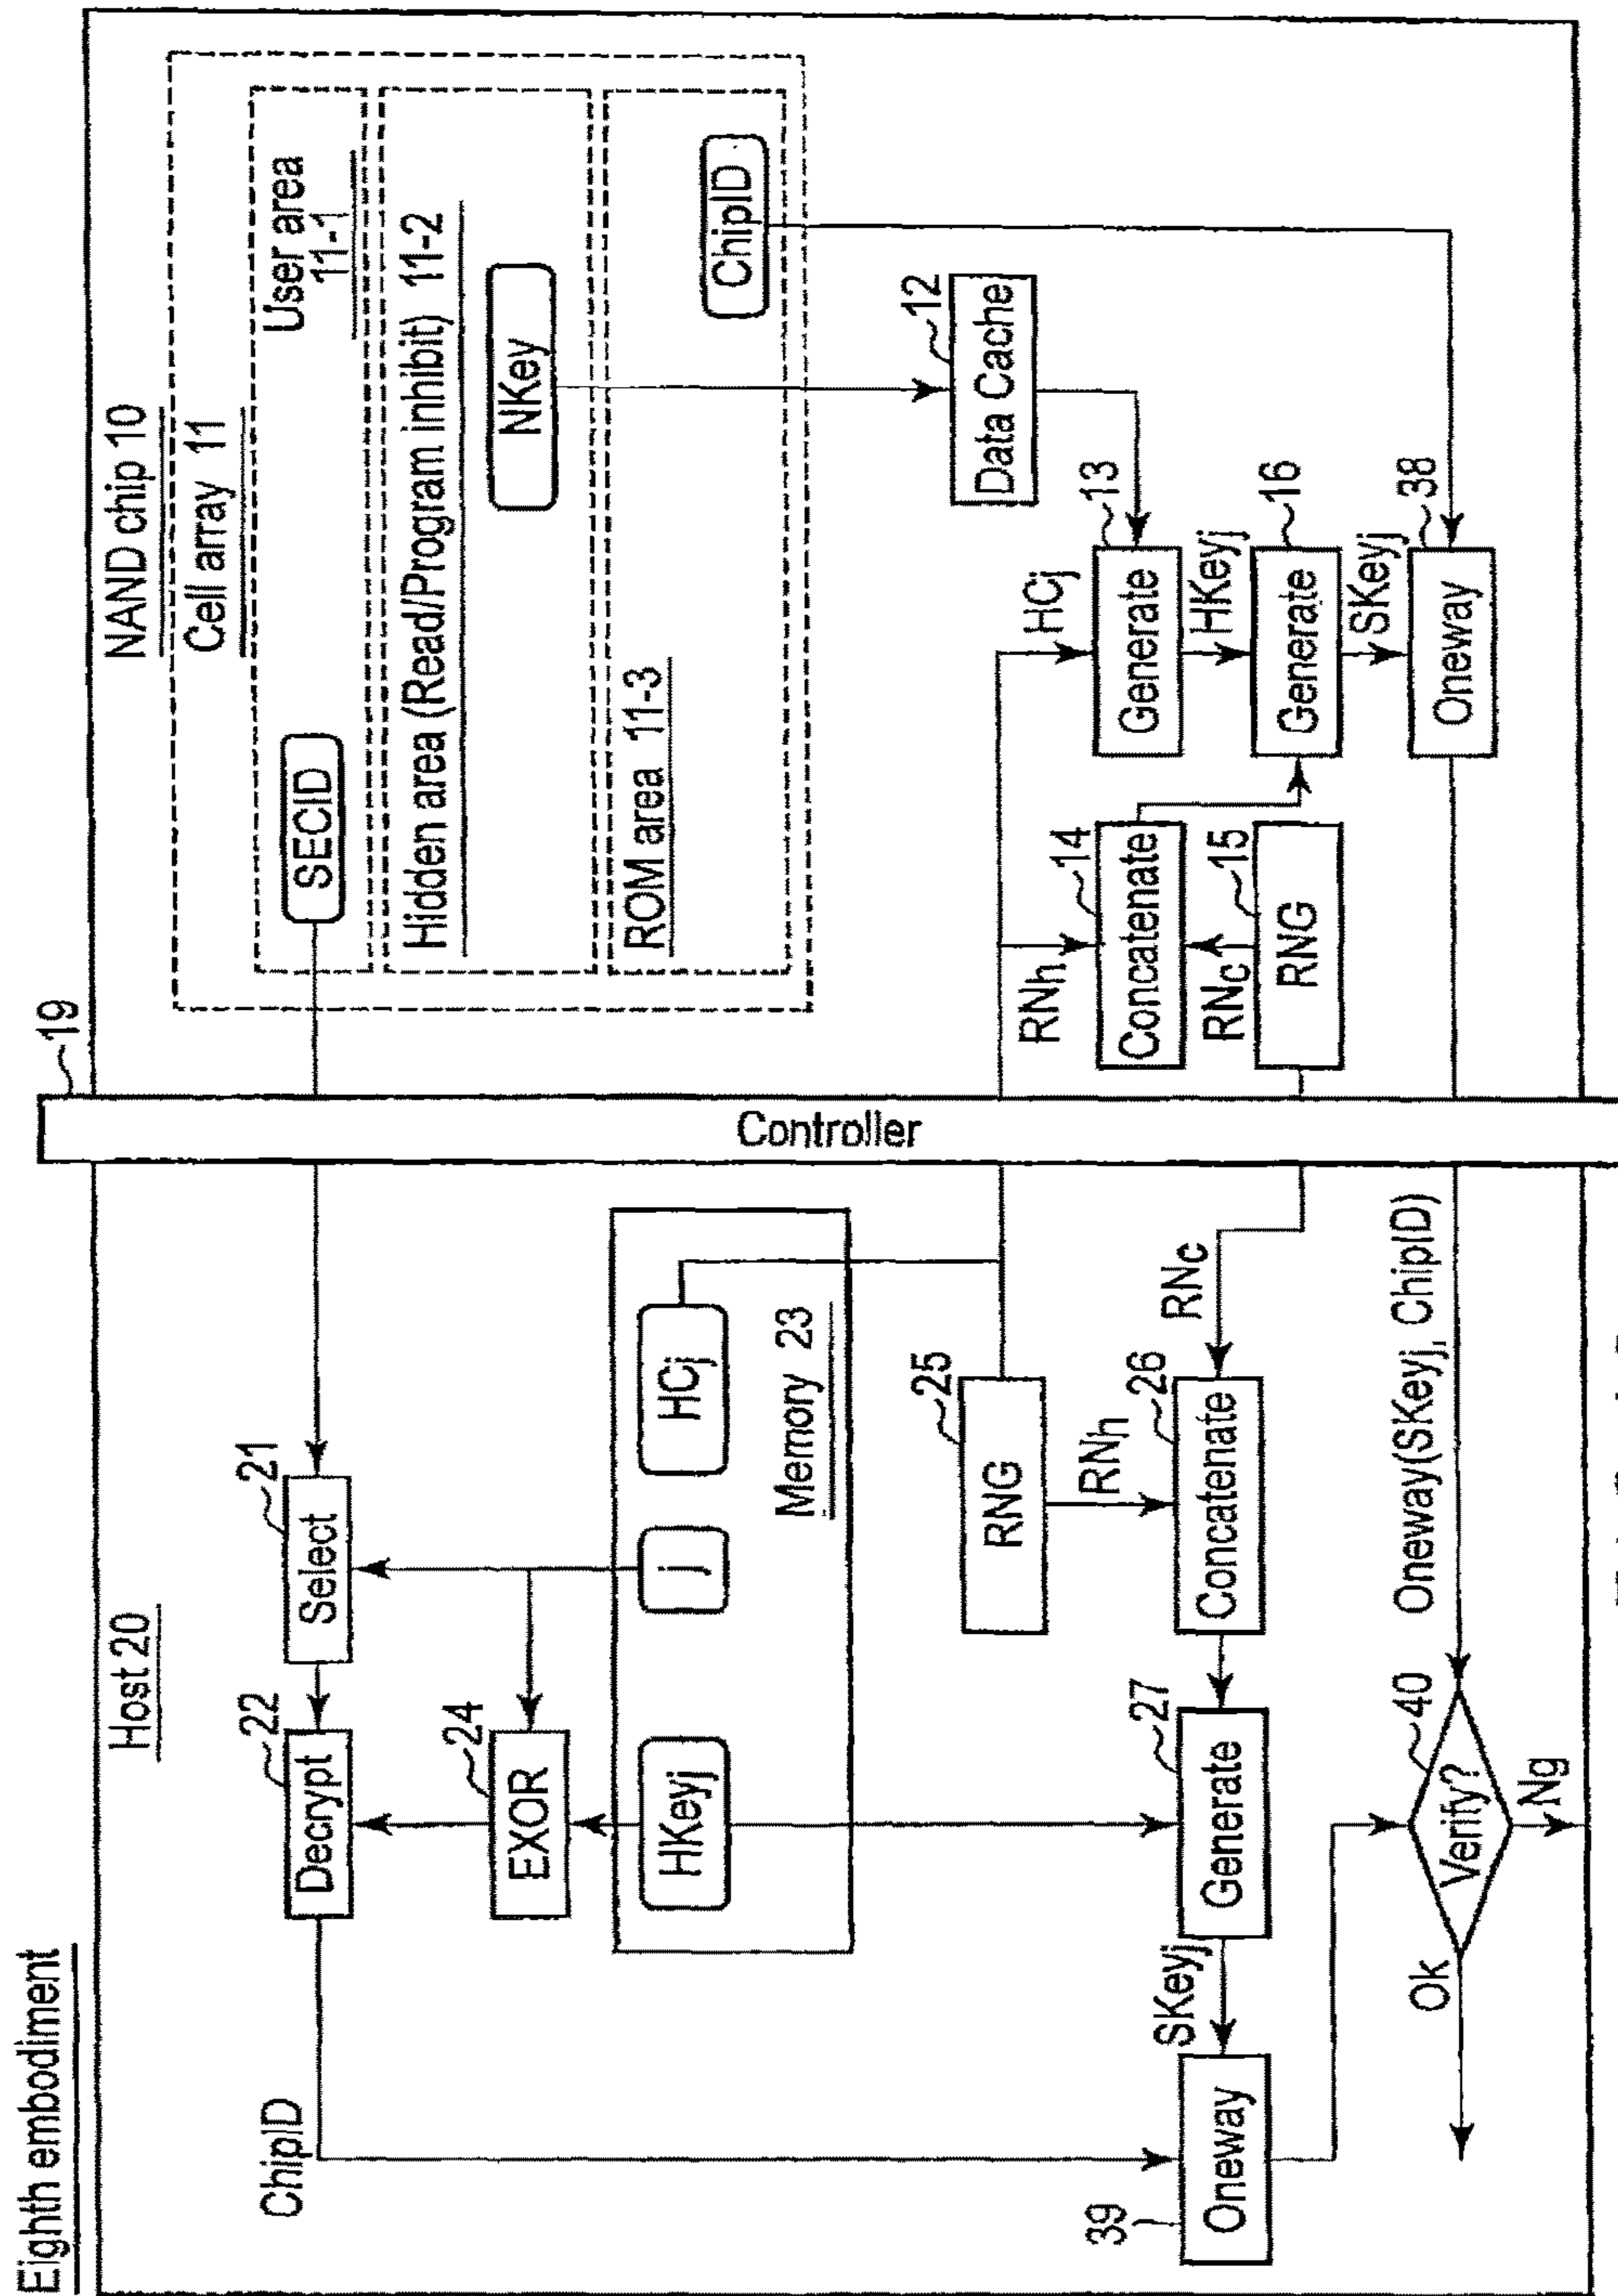 Eighth embodiment
Host 20
19
NAND chip 10
Cell array 11
User area
11-1
SECID
Hidden area (Read/Program inhibit) 11-2
NKey
ROM area 11-3
ChipID
Controller
ChipID
Decrypt
22
Select
21
EXOR
24
HKeyj
j
HCj
Memory 23
RNG
25
RNh
RNc
Concatenate
26
Generate
27
SKeyj
Oneway
39
Verify?
40
Ok
Ng
Oneway(SKeyj, ChipID)
Data Cache
12
HCj
Generate
13
HKeyj
RNh
Concatenate
14
RNc
RNG
15
Generate
16
SKeyj
Oneway
38